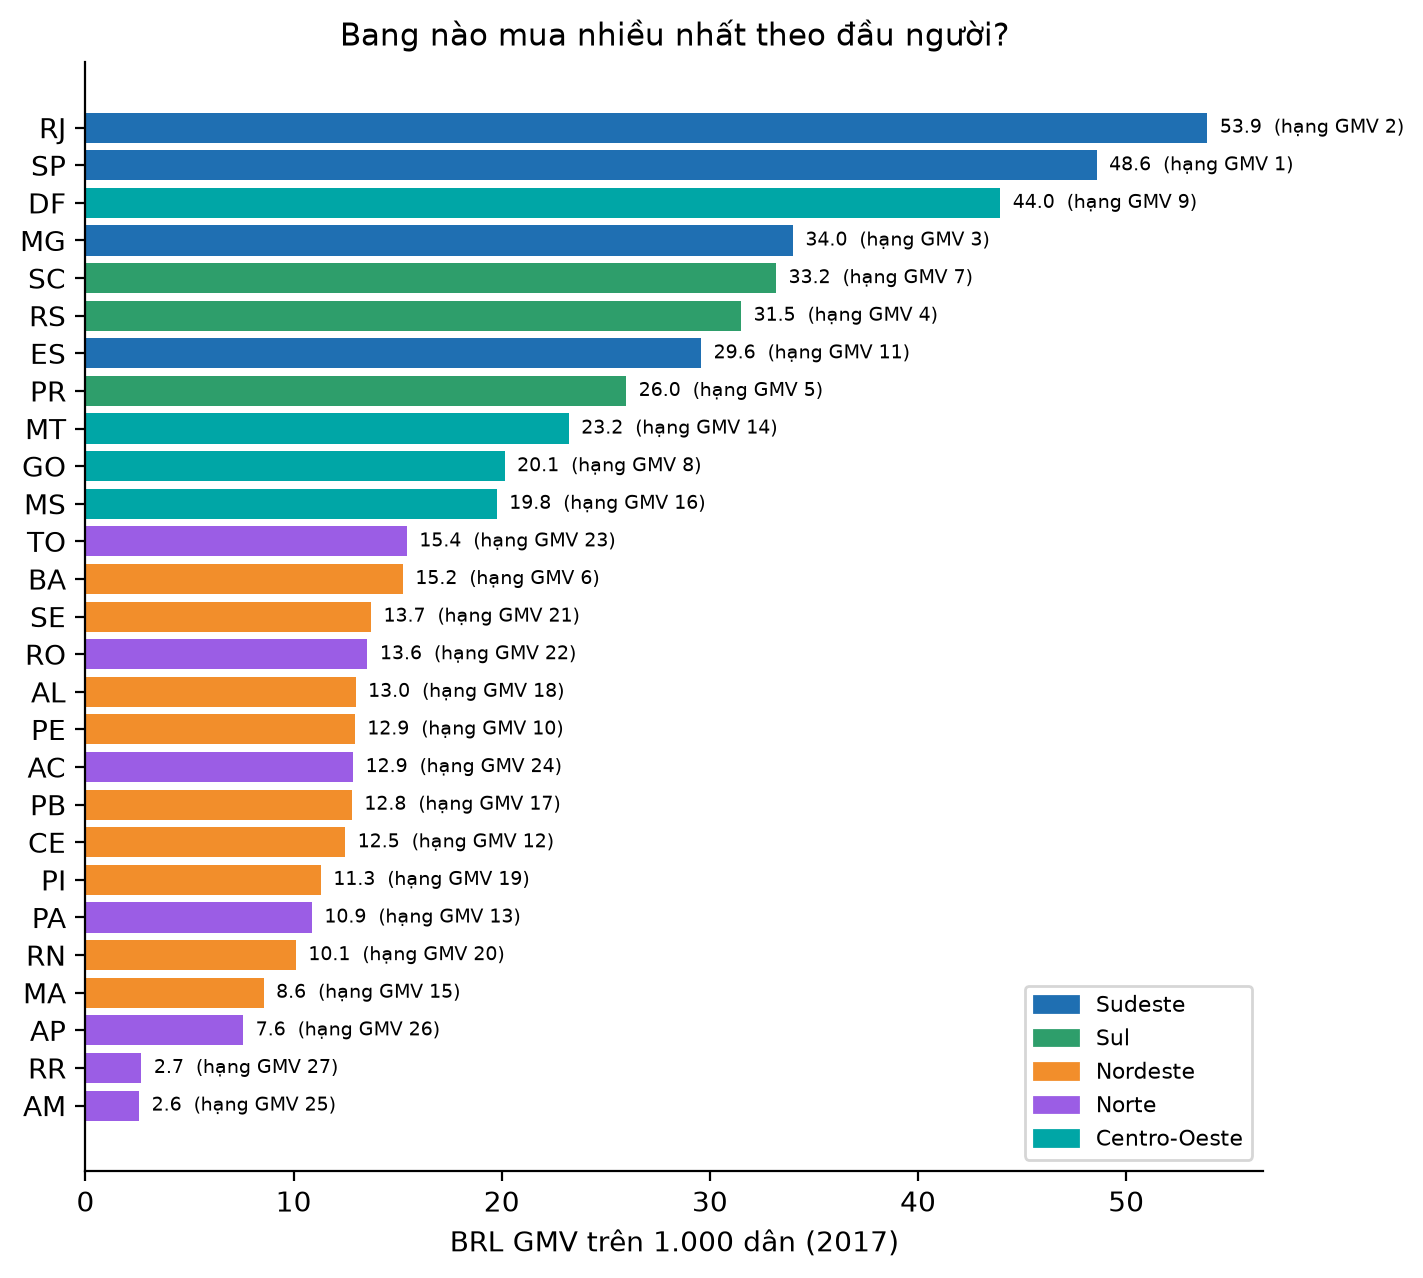 Bang nào mua nhiều nhất theo đầu người?
RJ 53.9 (hạng GMV 2)
SP 48.6 (hạng GMV 1)
DF 44.0 (hạng GMV 9)
MG 34.0 (hạng GMV 3)
SC 33.2 (hạng GMV 7)
RS 31.5 (hạng GMV 4)
ES 29.6 (hạng GMV 11)
PR 26.0 (hạng GMV 5)
MT 23.2 (hạng GMV 14)
GO 20.1 (hạng GMV 8)
MS 19.8 (hạng GMV 16)
TO 15.4 (hạng GMV 23)
BA 15.2 (hạng GMV 6)
SE 13.7 (hạng GMV 21)
RO 13.6 (hạng GMV 22)
AL 13.0 (hạng GMV 18)
PE 12.9 (hạng GMV 10)
AC 12.9 (hạng GMV 24)
PB 12.8 (hạng GMV 17)
CE 12.5 (hạng GMV 12)
PI 11.3 (hạng GMV 19)
PA 10.9 (hạng GMV 13)
RN 10.1 (hạng GMV 20)
MA 8.6 (hạng GMV 15)
AP 7.6 (hạng GMV 26)
RR 2.7 (hạng GMV 27)
AM 2.6 (hạng GMV 25)
Sudeste
Sul
Nordeste
Norte
Centro-Oeste
0 10 20 30 40 50
BRL GMV trên 1.000 dân (2017)